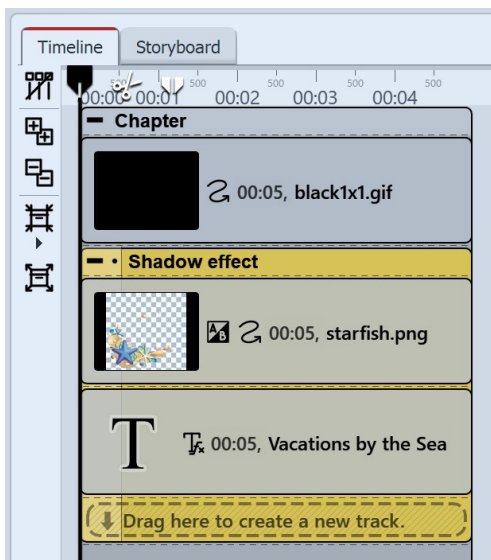 Timeline Storyboard
500 500 500 500 500
00:00 00:01 00:02 00:03 00:04
Chapter
00:05, black1x1.gif
Shadow effect
A B 00:05, starfish.png
T Tfx 00:05, Vacations by the Sea
Drag here to create a new track.